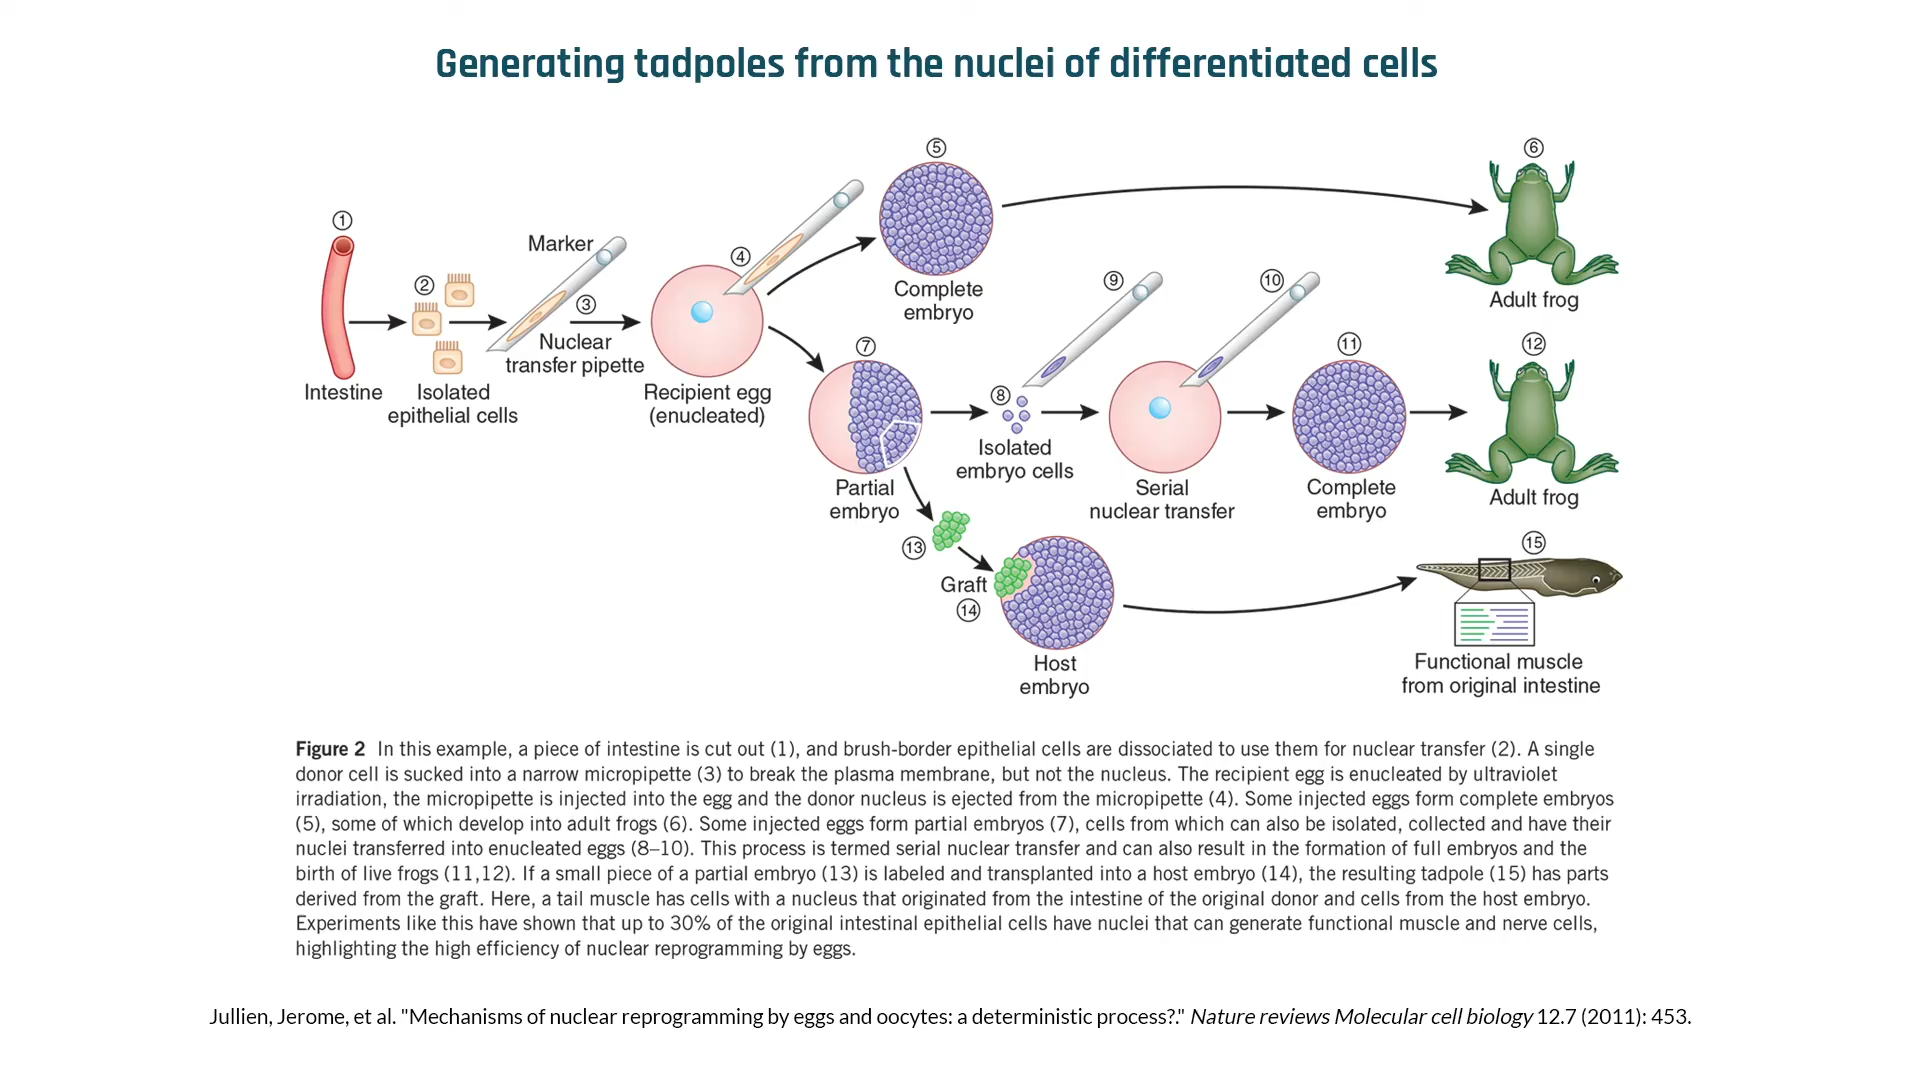 Generating tadpoles from the nuclei of differentiated cells
①
Intestine
②
Isolated
epithelial cells
Marker
③
Nuclear
transfer pipette
④
Recipient egg
(enucleated)
⑤
Complete
embryo
⑥
Adult frog
⑦
Partial
embryo
⑧
Isolated
embryo cells
⑨
⑩
Serial
nuclear transfer
⑪
Complete
embryo
⑫
Adult frog
⑬
Graft
⑭
Host
embryo
⑮
Functional muscle
from original intestine
Figure 2 In this example, a piece of intestine is cut out (1), and brush-border epithelial cells are dissociated to use them for nuclear transfer (2). A single
donor cell is sucked into a narrow micropipette (3) to break the plasma membrane, but not the nucleus. The recipient egg is enucleated by ultraviolet
irradiation, the micropipette is injected into the egg and the donor nucleus is ejected from the micropipette (4). Some injected eggs form complete embryos
(5), some of which develop into adult frogs (6). Some injected eggs form partial embryos (7), cells from which can also be isolated, collected and have their
nuclei transferred into enucleated eggs (8–10). This process is termed serial nuclear transfer and can also result in the formation of full embryos and the
birth of live frogs (11,12). If a small piece of a partial embryo (13) is labeled and transplanted into a host embryo (14), the resulting tadpole (15) has parts
derived from the graft. Here, a tail muscle has cells with a nucleus that originated from the intestine of the original donor and cells from the host embryo.
Experiments like this have shown that up to 30% of the original intestinal epithelial cells have nuclei that can generate functional muscle and nerve cells,
highlighting the high efficiency of nuclear reprogramming by eggs.
Jullien, Jerome, et al. "Mechanisms of nuclear reprogramming by eggs and oocytes: a deterministic process?." Nature reviews Molecular cell biology 12.7 (2011): 453.